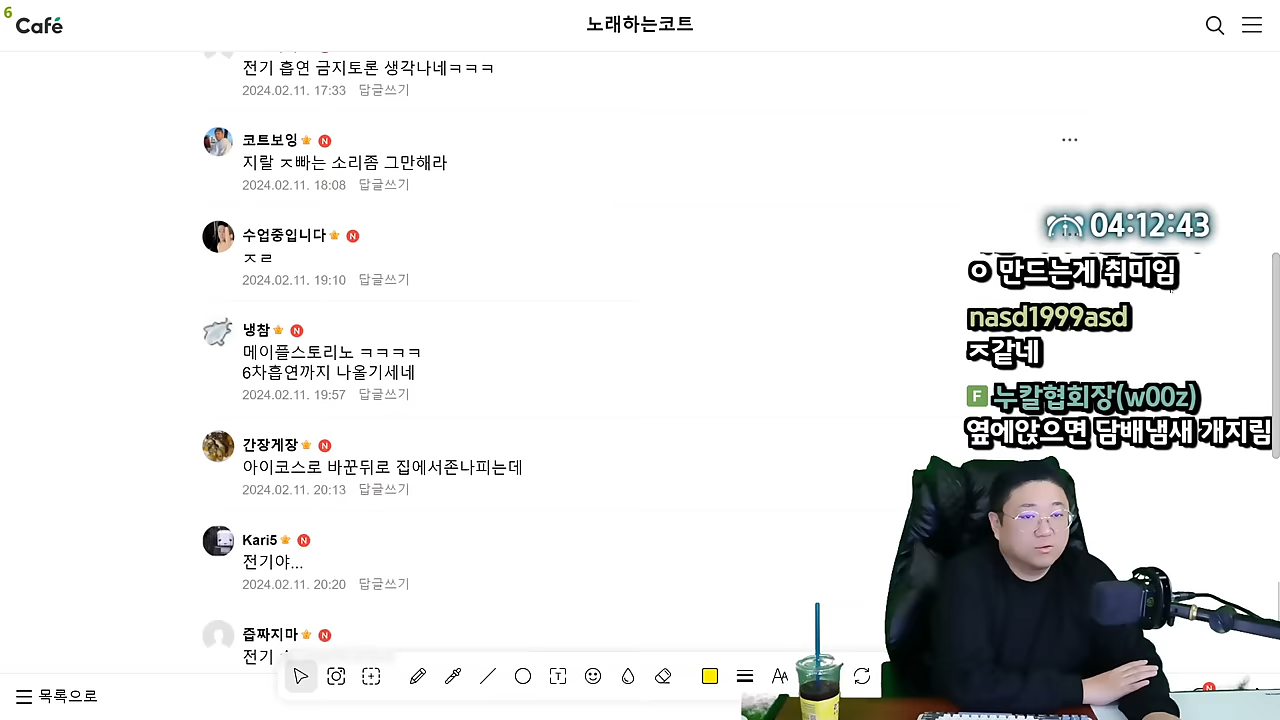 6
Café
노래하는코트
전기 흡연 금지토론 생각나네ㅋㅋㅋ
2024.02.11. 17:33 답글쓰기
코트보잉 N
지랄 ㅈ빠는 소리좀 그만해라
2024.02.11. 18:08 답글쓰기
수업중입니다 N
ㅈㄹ
2024.02.11. 19:10 답글쓰기
냉참 N
메이플스토리노 ㅋㅋㅋㅋ
6차흡연까지 나올기세네
2024.02.11. 19:57 답글쓰기
간장게장 N
아이코스로 바꾼뒤로 집에서존나피는데
2024.02.11. 20:13 답글쓰기
Kari5 N
전기야...
2024.02.11. 20:20 답글쓰기
즙짜지마 N
전기
목록으로
04:12:43
ㅇ 만드는게 취미임
nasd1999asd
ㅈ같네
F 누칼협회장(w00z)
옆에앉으면 담배냄새 개지림